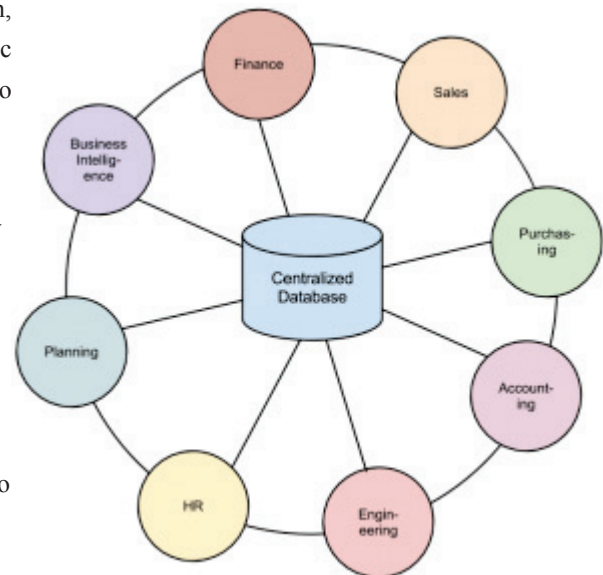 n,
c
o
Finance
Sales
Business
Intellig-
ence
Purchas-
ing
Centralized
Database
Planning
Account-
ing
HR
Engin-
eering
o